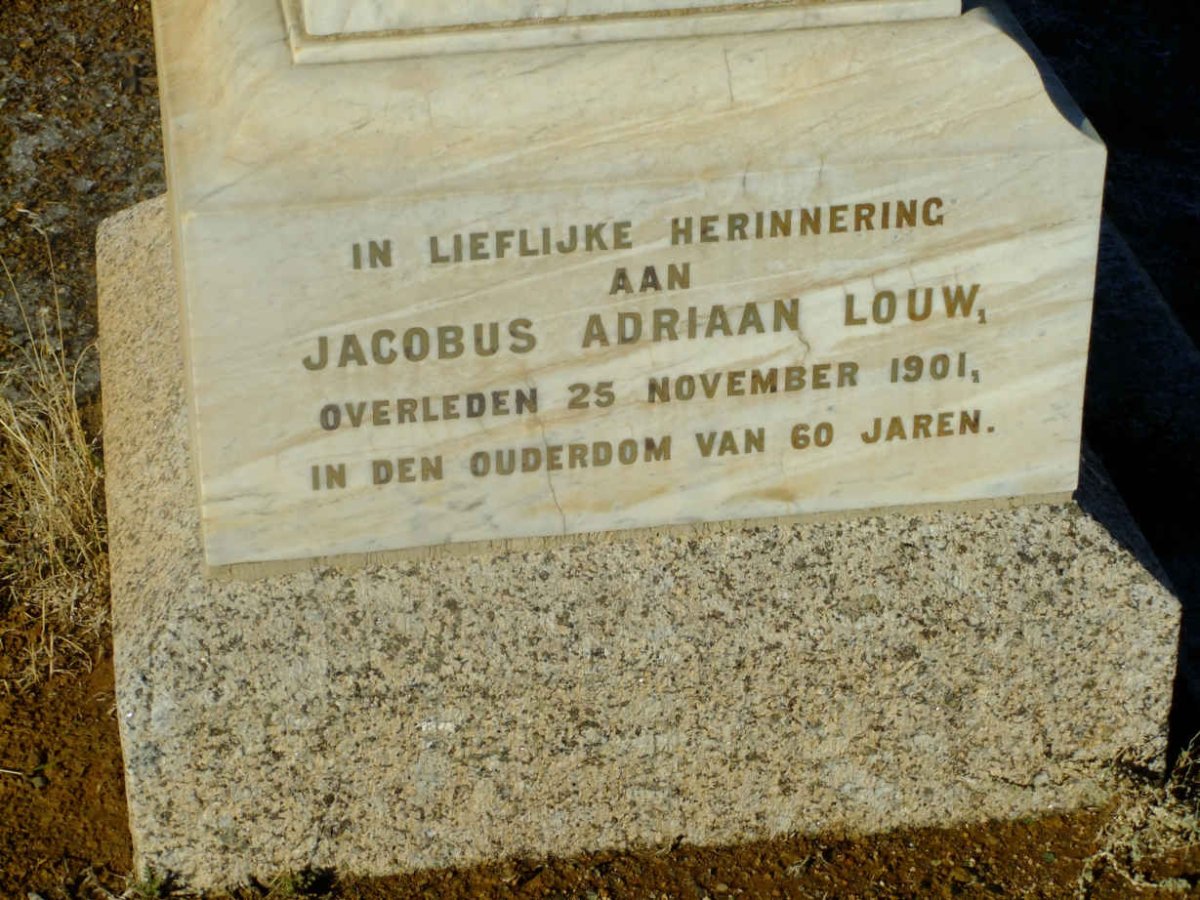 IN LIEFLIJKE HERINNERING
AAN
JACOBUS ADRIAAN LOUW,
OVERLEDEN 25 NOVEMBER 1901,
IN DEN OUDERDOM VAN 60 JAREN.